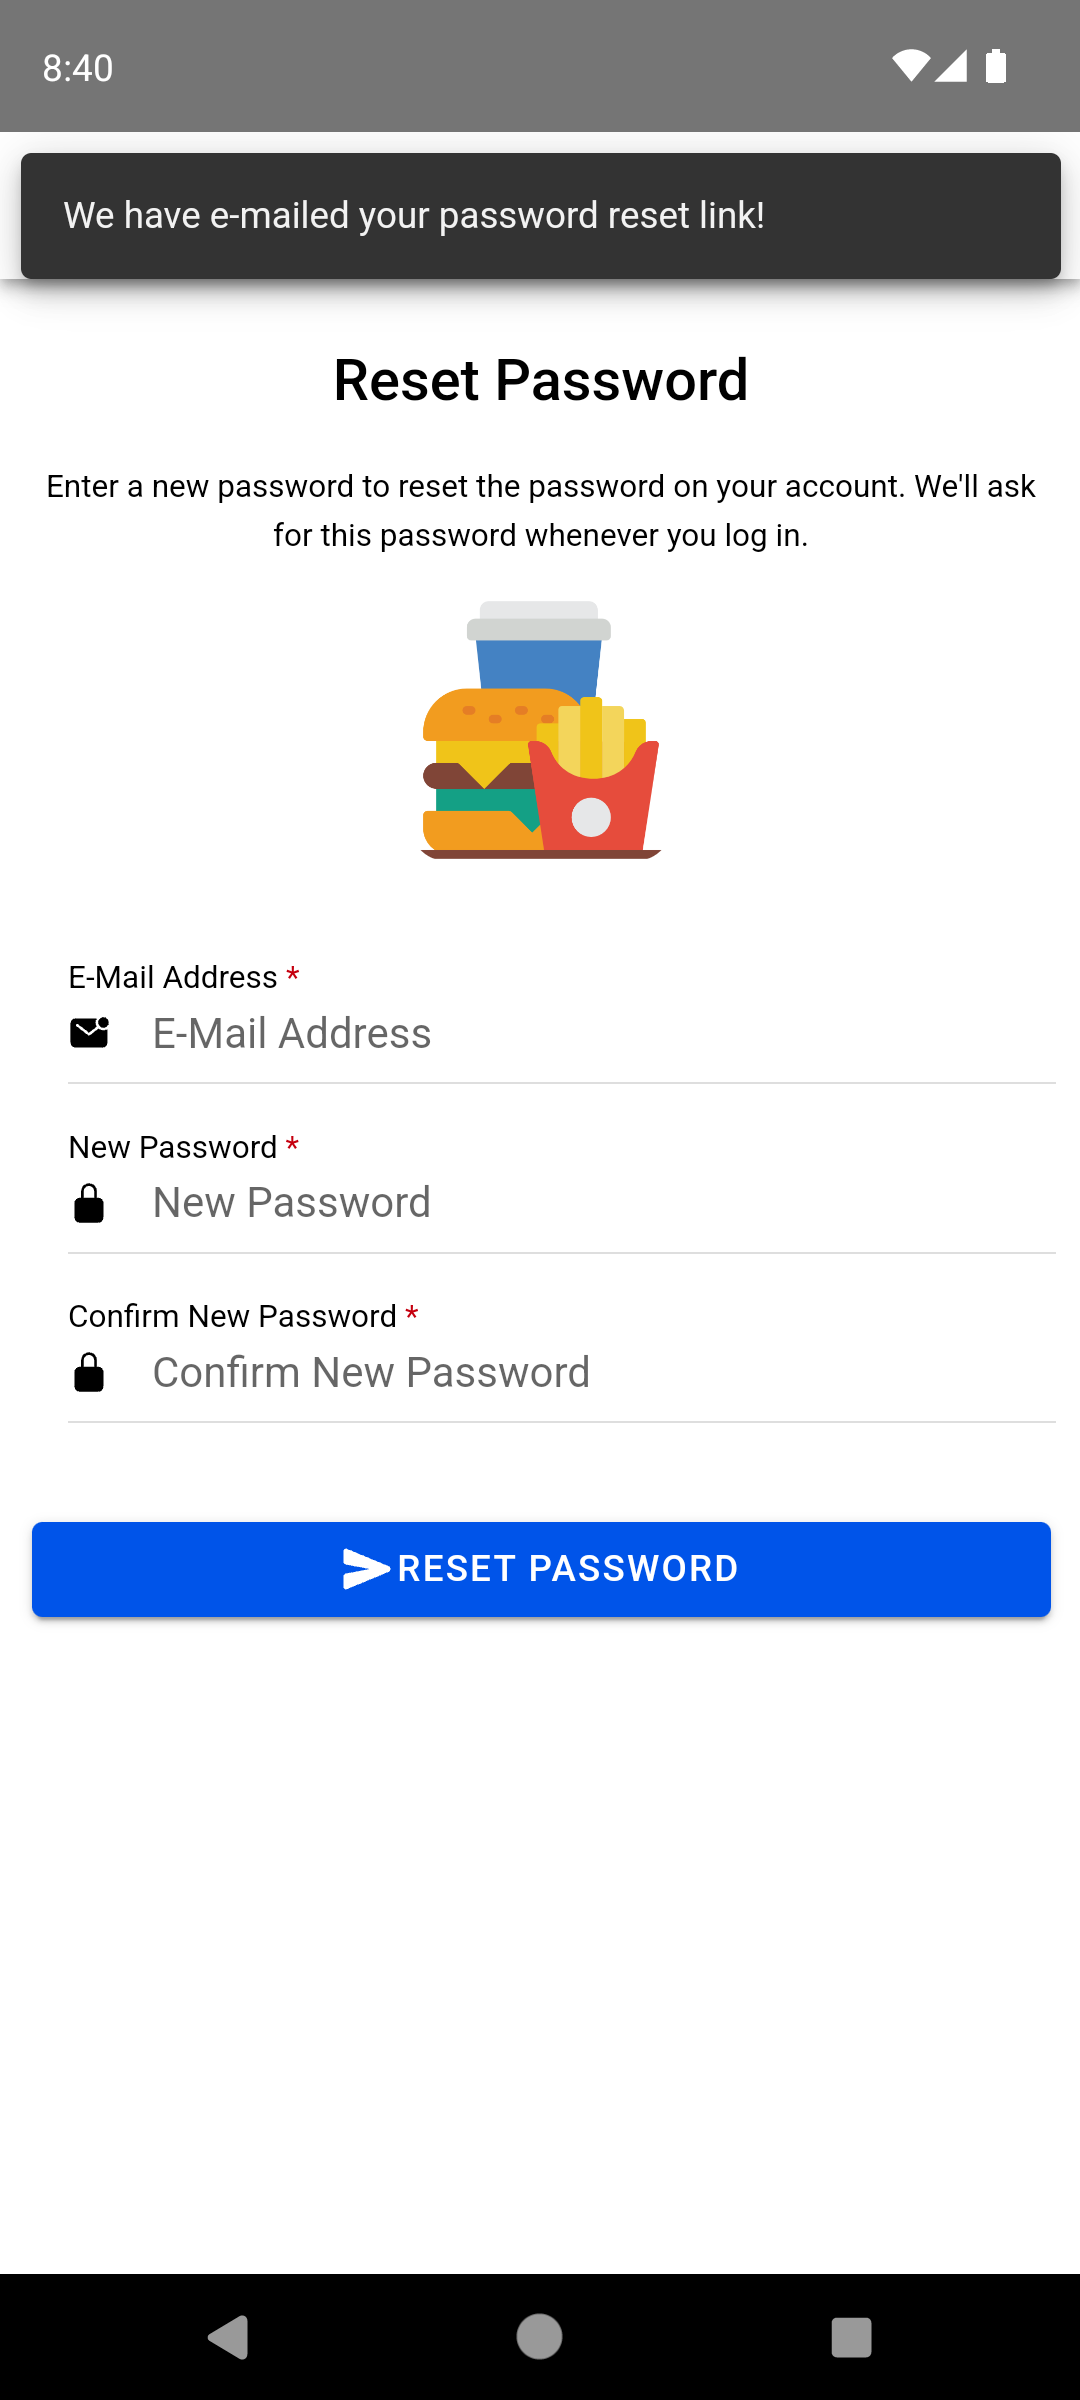 8:40
We have e-mailed your password reset link!
Reset Password
Enter a new password to reset the password on your account. We'll ask
for this password whenever you log in.
E-Mail Address *
E-Mail Address
New Password *
New Password
Confirm New Password *
Confirm New Password
RESET PASSWORD